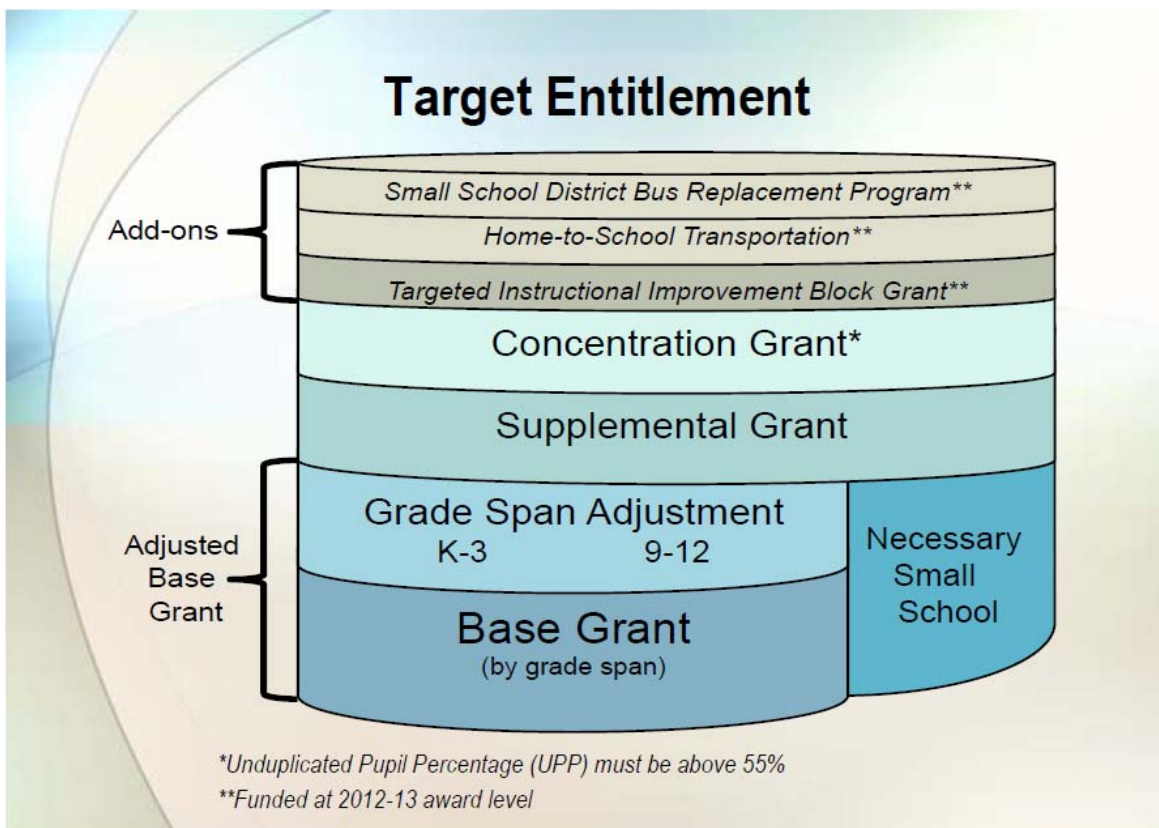 Target Entitlement
Add-ons
Small School District Bus Replacement Program**
Home-to-School Transportation**
Targeted Instructional Improvement Block Grant**
Concentration Grant*
Supplemental Grant
Adjusted
Base
Grant
Grade Span Adjustment
K-3 9-12
Base Grant
(by grade span)
Necessary
Small
School
*Unduplicated Pupil Percentage (UPP) must be above 55%
**Funded at 2012-13 award level